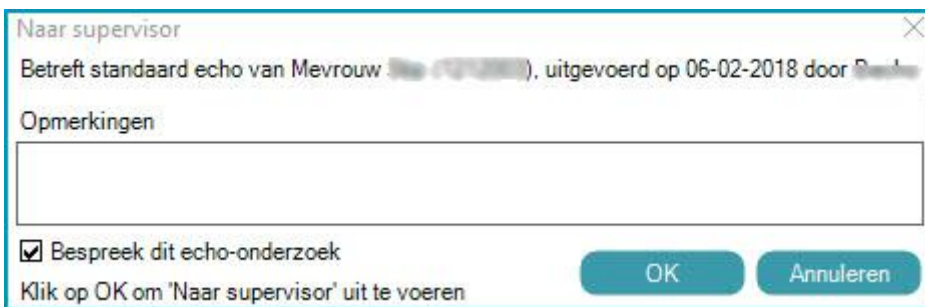 Naar supervisor
Betreft standaard echo van Mevrouw ), uitgevoerd op 06-02-2018 door
Opmerkingen
Bespreek dit echo-onderzoek
OK Annuleren
Klik op OK om 'Naar supervisor' uit te voeren